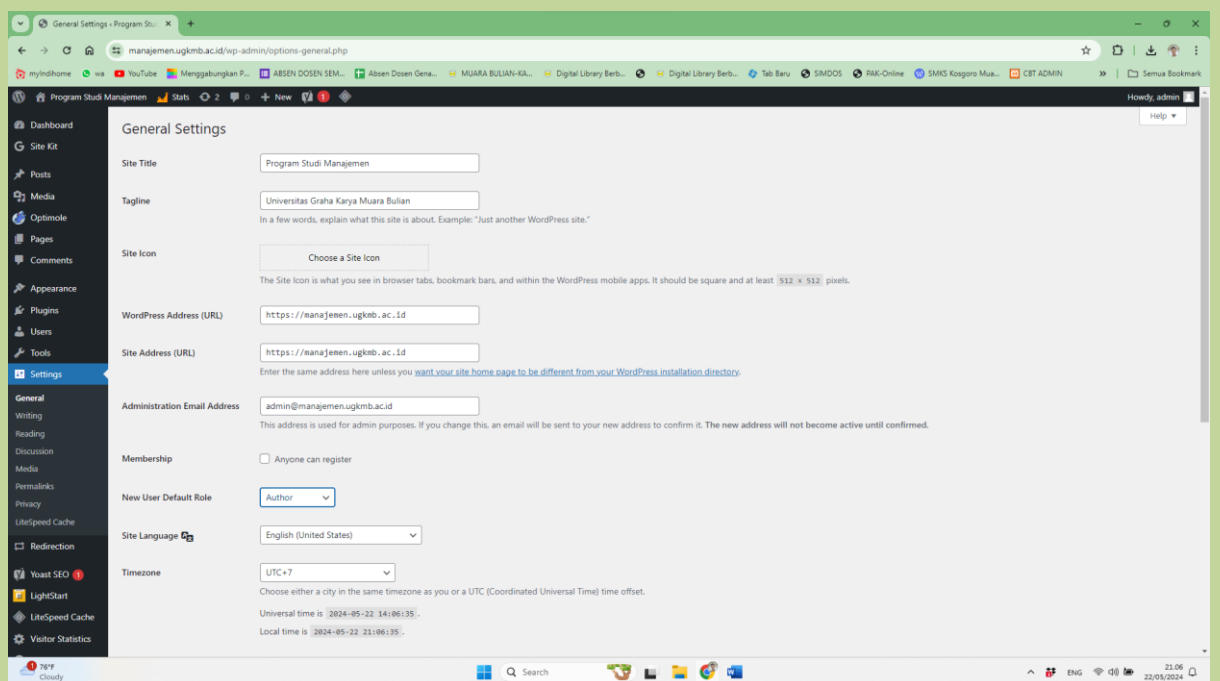 General Settings ‹ Program Stu
manajemen.ugkmb.ac.id/wp-admin/options-general.php
myIndihome wa YouTube Menggabungkan P... ABSEN DOSEN SEM... Absen Dosen Gena... MUARA BULIAN-KA... Digital Library Berb... Digital Library Berb... Tab Baru SIMDOS PAK-Online SMKS Kosgoro Mua... CBT ADMIN » Semua Bookmark
Program Studi Manajemen Stats 2 0 + New 1 Howdy, admin
Help
Dashboard
Site Kit
Posts
Media
Optimole
Pages
Comments
Appearance
Plugins
Users
Tools
Settings
General
Writing
Reading
Discussion
Media
Permalinks
Privacy
LiteSpeed Cache
Redirection
Yoast SEO 1
LightStart
LiteSpeed Cache
Visitor Statistics
General Settings
Site Title Program Studi Manajemen
Tagline Universitas Graha Karya Muara Bulian
In a few words, explain what this site is about. Example: “Just another WordPress site.”
Site Icon Choose a Site Icon
The Site Icon is what you see in browser tabs, bookmark bars, and within the WordPress mobile apps. It should be square and at least 512 × 512 pixels.
WordPress Address (URL) https://manajemen.ugkmb.ac.id
Site Address (URL) https://manajemen.ugkmb.ac.id
Enter the same address here unless you want your site home page to be different from your WordPress installation directory.
Administration Email Address admin@manajemen.ugkmb.ac.id
This address is used for admin purposes. If you change this, an email will be sent to your new address to confirm it. The new address will not become active until confirmed.
Membership Anyone can register
New User Default Role Author
Site Language English (United States)
Timezone UTC+7
Choose either a city in the same timezone as you or a UTC (Coordinated Universal Time) time offset.
Universal time is 2024-05-22 14:06:35 .
Local time is 2024-05-22 21:06:35 .
1 76°F
Cloudy
Search
ENG
21.06
22/05/2024